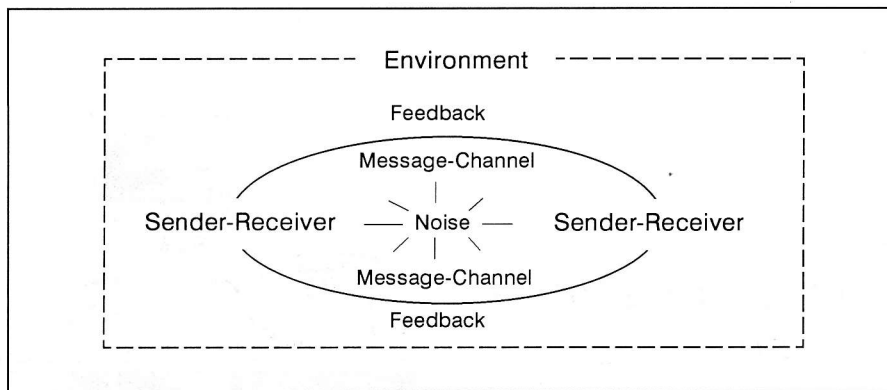 Environment
Feedback
Message-Channel
Sender-Receiver Noise Sender-Receiver
Message-Channel
Feedback